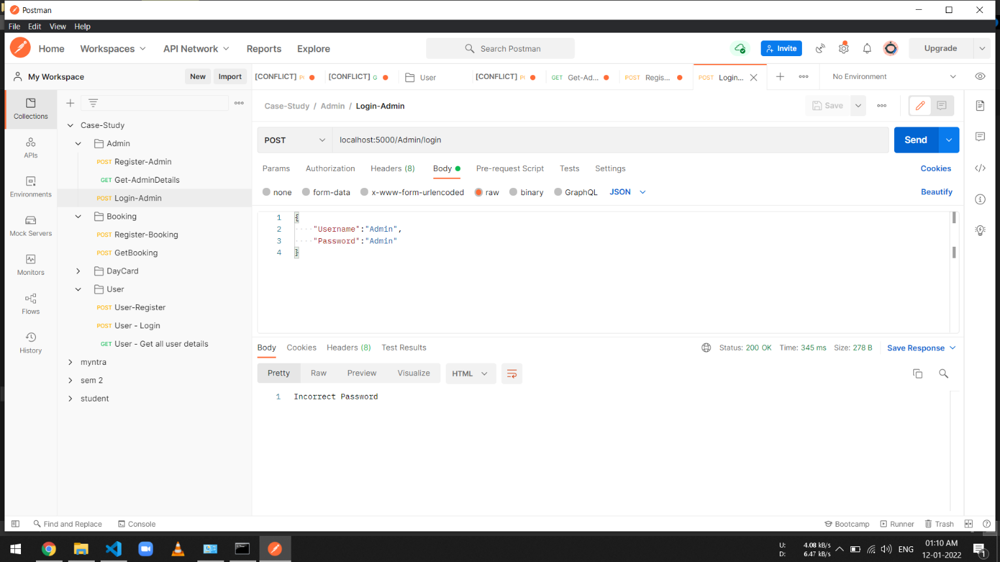 Postman
File Edit View Help
Home Workspaces API Network Reports Explore
Search Postman
Invite
Upgrade
My Workspace
New
Import
[CONFLICT] PI
[CONFLICT] G
User
[CONFLICT] PI
GET Get-Ad...
POST Regis...
POST Login...
No Environment
Collections
APIs
Environments
Mock Servers
Monitors
Flows
History
Case-Study
Admin
POST Register-Admin
GET Get-AdminDetails
POST Login-Admin
Booking
POST Register-Booking
POST GetBooking
DayCard
User
POST User-Register
POST User - Login
GET User - Get all user details
myntra
sem 2
student
Case-Study / Admin / Login-Admin
Save
POST
localhost:5000/Admin/login
Send
Params Authorization Headers (8) Body Pre-request Script Tests Settings
Cookies
none form-data x-www-form-urlencoded raw binary GraphQL JSON
Beautify
1 {
2 "Username":"Admin",
3 "Password":"Admin"
4 }
Body Cookies Headers (8) Test Results
Status: 200 OK Time: 345 ms Size: 278 B
Save Response
Pretty Raw Preview Visualize HTML
1 Incorrect Password
Find and Replace Console
Bootcamp Runner Trash
U: 4.08 kB/s
D: 6.47 kB/s
ENG
01:10 AM
12-01-2022
1